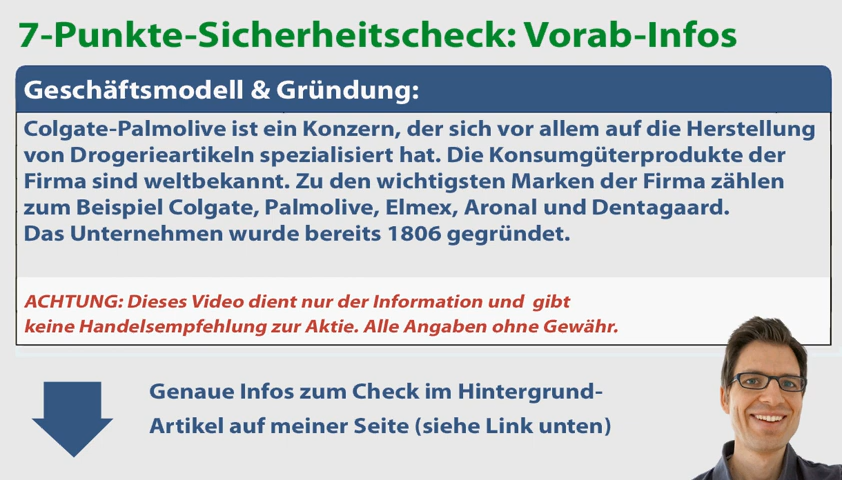 7-Punkte-Sicherheitscheck: Vorab-Infos
Geschäftsmodell & Gründung:
Colgate-Palmolive ist ein Konzern, der sich vor allem auf die Herstellung
von Drogerieartikeln spezialisiert hat. Die Konsumgüterprodukte der
Firma sind weltbekannt. Zu den wichtigsten Marken der Firma zählen
zum Beispiel Colgate, Palmolive, Elmex, Aronal und Dentagaard.
Das Unternehmen wurde bereits 1806 gegründet.
ACHTUNG: Dieses Video dient nur der Information und gibt
keine Handelsempfehlung zur Aktie. Alle Angaben ohne Gewähr.
Genaue Infos zum Check im Hintergrund-
Artikel auf meiner Seite (siehe Link unten)